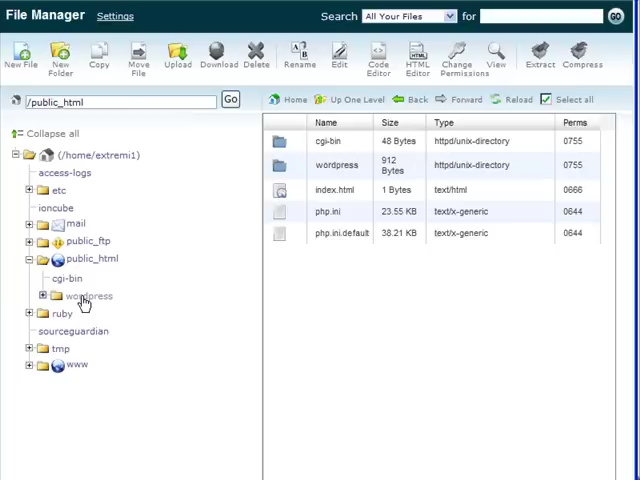 File Manager Settings Search All Your Files for GO
New File New Folder Copy Move File Upload Download Delete Rename Edit Code Editor HTML Editor Change Permissions View Extract Compress
/public_html Go Home Up One Level Back Forward Reload Select all
Collapse all
Name Size Type Perms
cgi-bin 48 Bytes httpd/unix-directory 0755
wordpress 912 Bytes httpd/unix-directory 0755
index.html 1 Bytes text/html 0666
php.ini 23.55 KB text/x-generic 0644
php.ini.default 38.21 KB text/x-generic 0644
(/home/extremi1)
access-logs
etc
ioncube
mail
public_ftp
public_html
cgi-bin
wordpress
ruby
sourceguardian
tmp
www